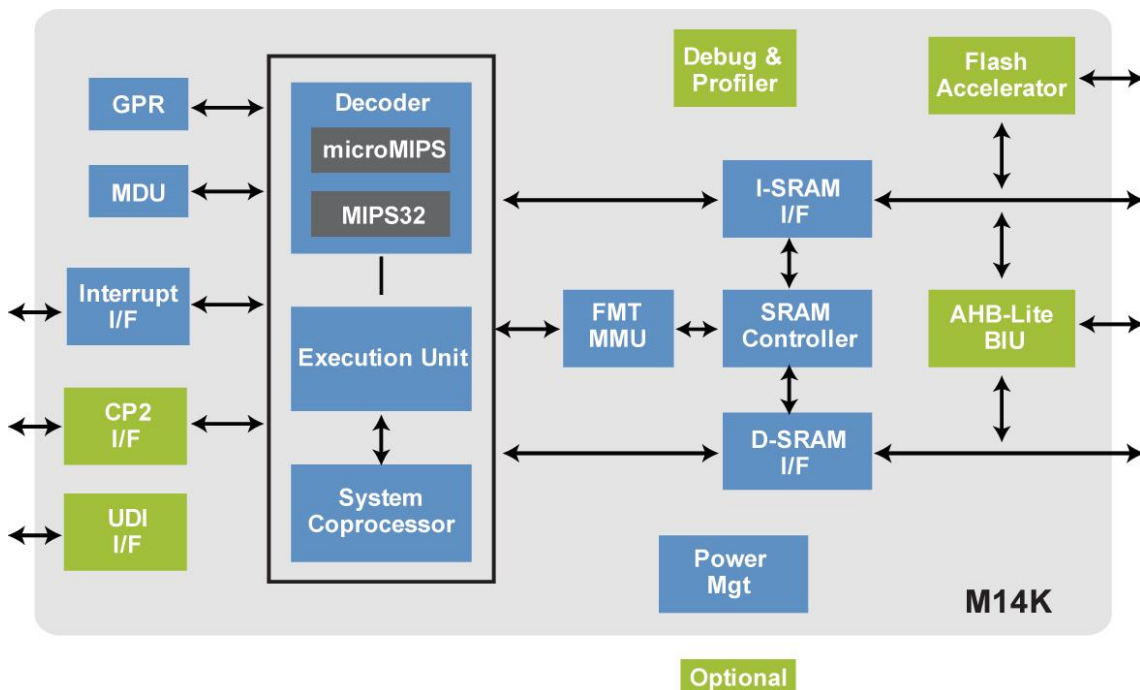 Debug &
Profiler
Flash
Accelerator
GPR
Decoder
microMIPS
MIPS32
MDU
I-SRAM
I/F
Interrupt
I/F
Execution Unit
FMT
MMU
SRAM
Controller
AHB-Lite
BIU
CP2
I/F
D-SRAM
I/F
UDI
I/F
System
Coprocessor
Power
Mgt
M14K
Optional